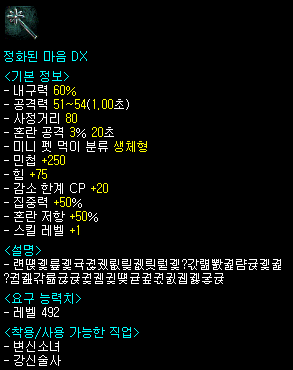 정화된 마음 DX
<기본 정보>
- 내구력 60%
- 공격력 51~54(1,00초)
- 사정거리 80
- 혼란 공격 3% 20초
- 미니 펫 먹이 분류 생체형
- 민첩 +250
- 힘 +75
- 감소 한계 CP +20
- 집중력 +50%
- 혼란 저항 +50%
- 스킬 레벨 +1
<설명>
<요구 능력치>
- 레벨 492
<착용/사용 가능한 직업>
- 변신소녀
- 강신술사